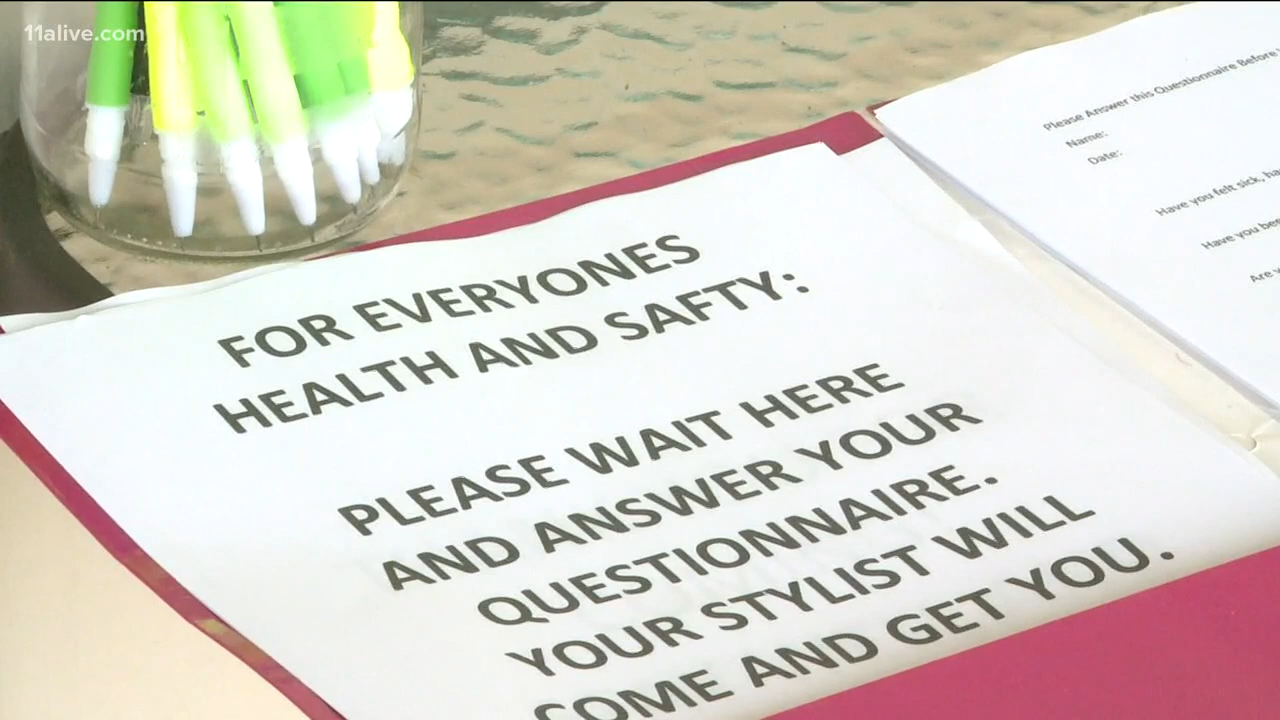 11alive.com
FOR EVERYONES
HEALTH AND SAFTY:
PLEASE WAIT HERE
AND ANSWER YOUR
QUESTIONNAIRE.
YOUR STYLIST WILL
COME AND GET YOU.
Please Answer this Questionnaire Before
Name:
Date:
Have you felt sick,
Have you
Are